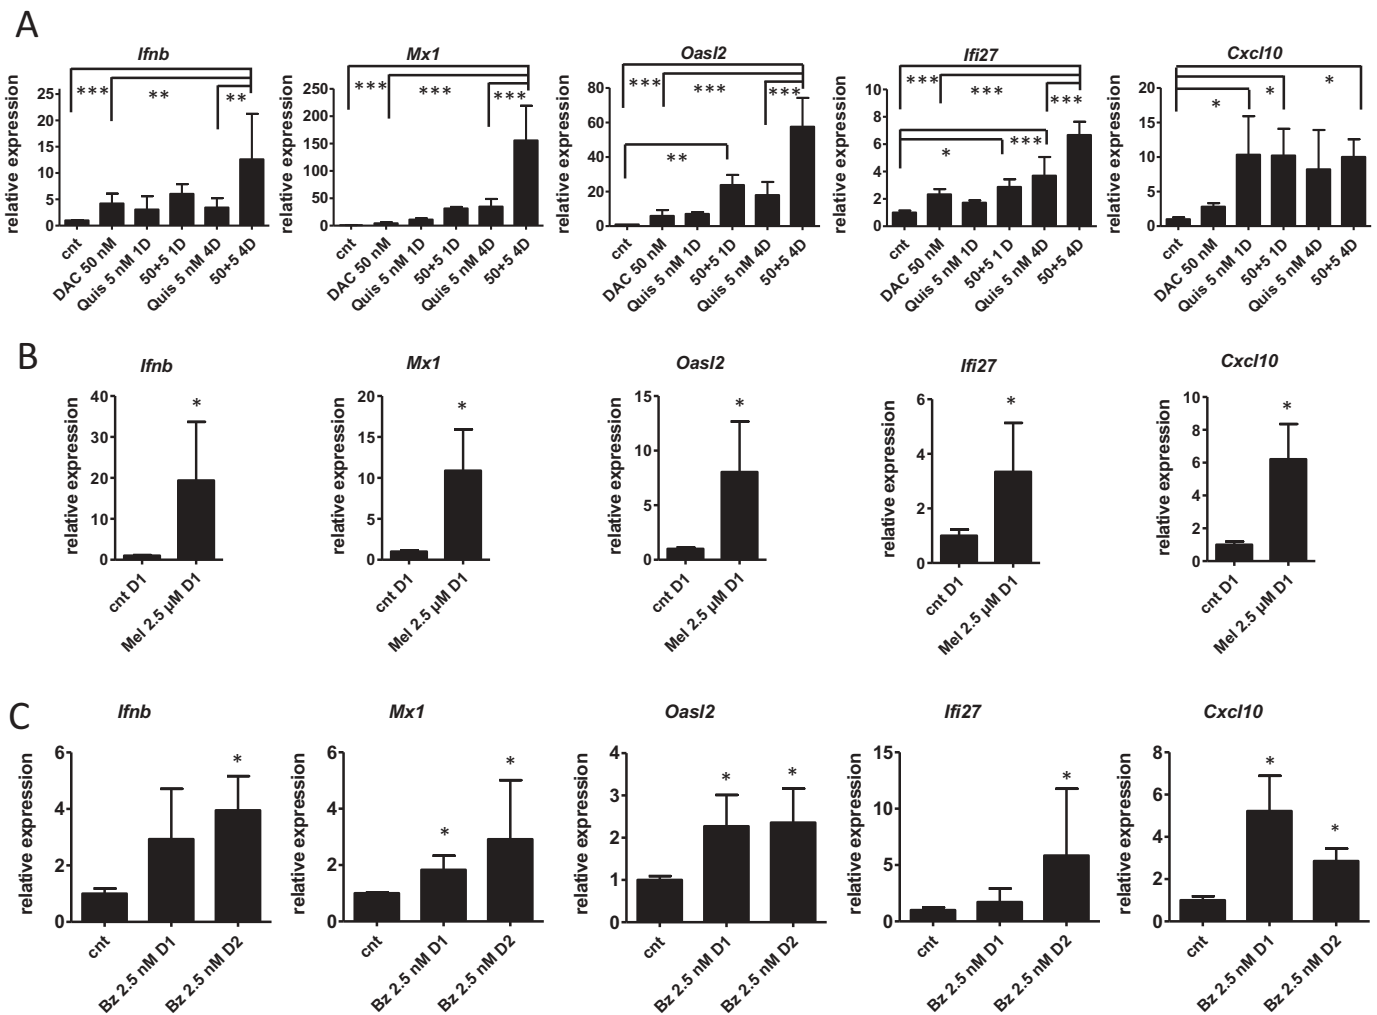 A
Ifnb
relative expression
25
20
15
10
5
0
***
**
**
cnt
DAC 50 nM
Quis 5 nM 1D
50+5 1D
Quis 5 nM 4D
50+5 4D
Mx1
relative expression
250
200
150
100
50
0
***
***
***
cnt
DAC 50 nM
Quis 5 nM 1D
50+5 1D
Quis 5 nM 4D
50+5 4D
Oasl2
relative expression
80
60
40
20
0
***
***
***
**
cnt
DAC 50 nM
Quis 5 nM 1D
50+5 1D
Quis 5 nM 4D
50+5 4D
Ifi27
relative expression
10
8
6
4
2
0
***
***
***
*
***
cnt
DAC 50 nM
Quis 5 nM 1D
50+5 1D
Quis 5 nM 4D
50+5 4D
Cxcl10
relative expression
20
15
10
5
0
*
*
*
cnt
DAC 50 nM
Quis 5 nM 1D
50+5 1D
Quis 5 nM 4D
50+5 4D
B
Ifnb
relative expression
40
30
20
10
0
*
cnt D1
Mel 2.5 µM D1
Mx1
relative expression
20
15
10
5
0
*
cnt D1
Mel 2.5 µM D1
Oasl2
relative expression
15
10
5
0
*
cnt D1
Mel 2.5 µM D1
Ifi27
relative expression
6
4
2
0
*
cnt D1
Mel 2.5 µM D1
Cxcl10
relative expression
10
8
6
4
2
0
*
cnt D1
Mel 2.5 µM D1
C
Ifnb
relative expression
6
4
2
0
*
cnt
Bz 2.5 nM D1
Bz 2.5 nM D2
Mx1
relative expression
6
4
2
0
*
*
cnt
Bz 2.5 nM D1
Bz 2.5 nM D2
Oasl2
relative expression
4
3
2
1
0
*
*
cnt
Bz 2.5 nM D1
Bz 2.5 nM D2
Ifi27
relative expression
15
10
5
0
*
cnt
Bz 2.5 nM D1
Bz 2.5 nM D2
Cxcl10
relative expression
8
6
4
2
0
*
*
cnt
Bz 2.5 nM D1
Bz 2.5 nM D2